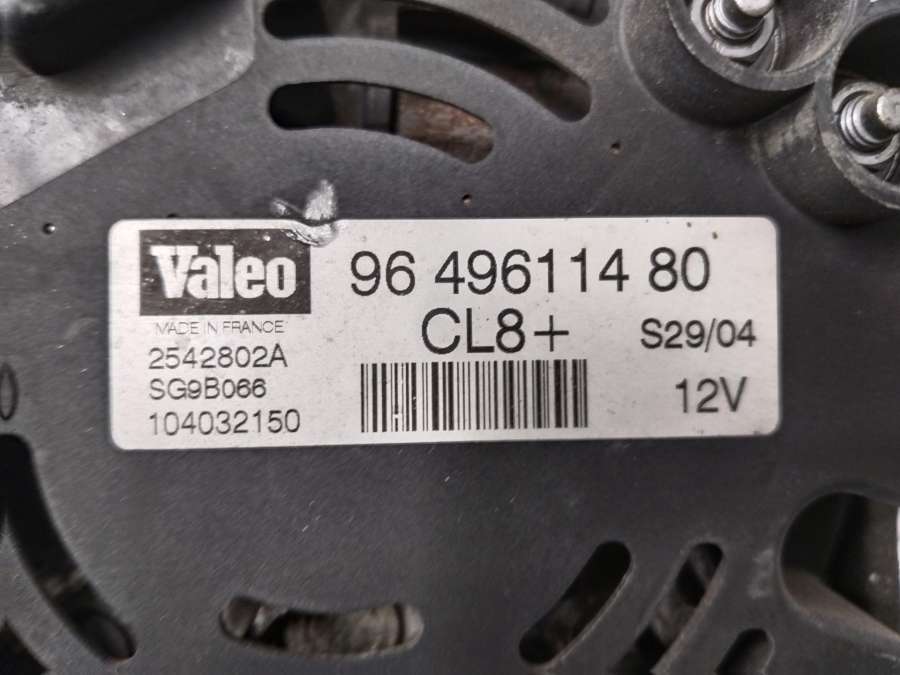 Valeo
MADE IN FRANCE
2542802A
SG9B066
104032150
96 496114 80
CL8+
S29/04
12V